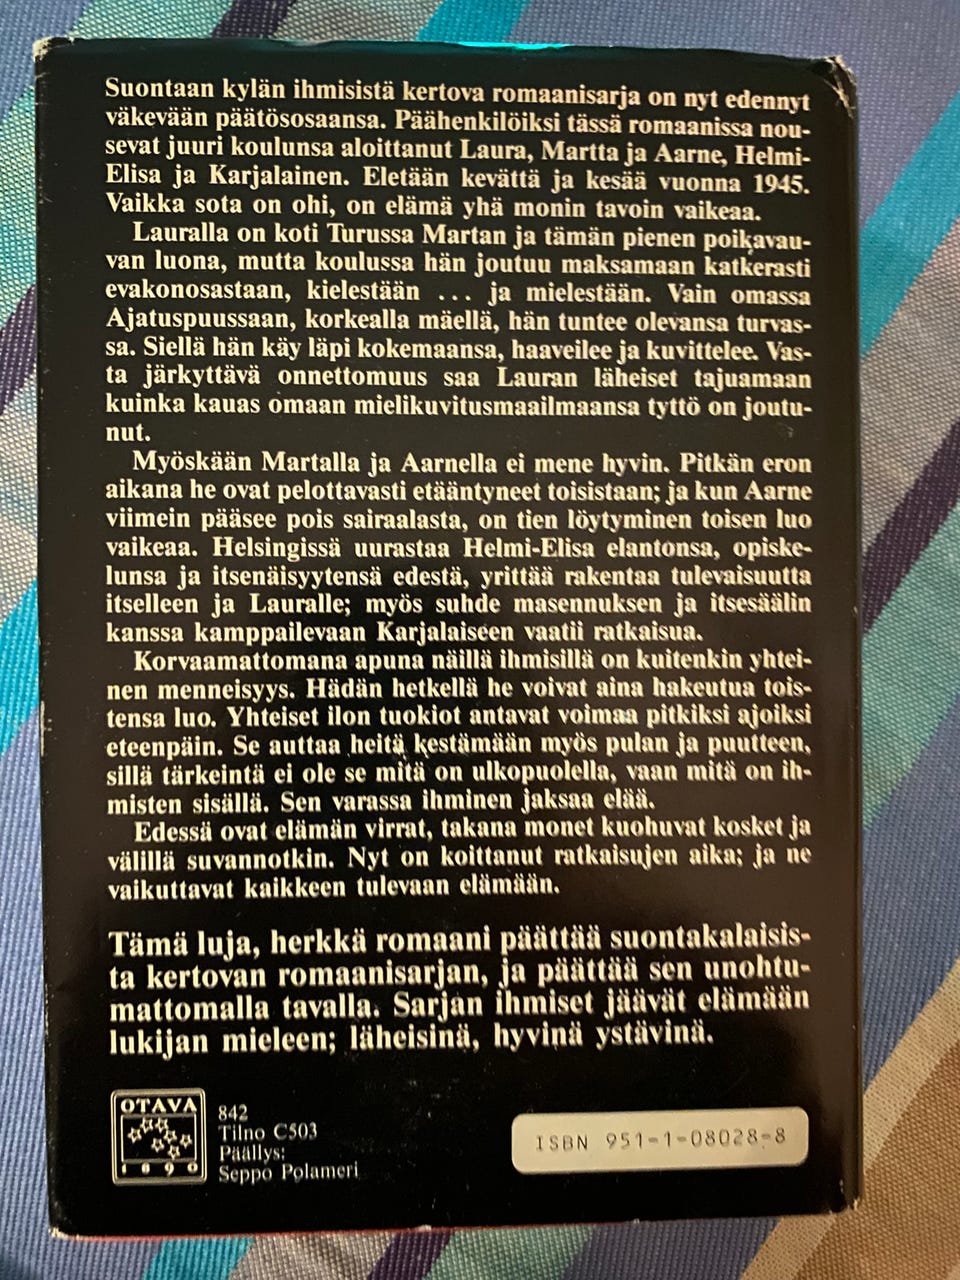 Suontaan kylän ihmisistä kertova romaanisarja on nyt edennyt
väkevään päätösosaansa. Päähenkilöiksi tässä romaanissa nou-
sevat juuri koulunsa aloittanut Laura, Martta ja Aarne, Helmi-
Elisa ja Karjalainen. Eletään kevättä ja kesää vuonna 1945.
Vaikka sota on ohi, on elämä yhä monin tavoin vaikeaa.
Lauralla on koti Turussa Martan ja tämän pienen poikavau-
van luona, mutta koulussa hän joutuu maksamaan katkerasti
evakonosastaan, kielestään ... ja mielestään. Vain omassa
Ajatuspuussaan, korkealla mäellä, hän tuntee olevansa turvas-
sa. Siellä hän käy läpi kokemaansa, haaveilee ja kuvittelee. Vas-
ta järkyttävä onnettomuus saa Lauran läheiset tajuamaan
kuinka kauas omaan mielikuvitusmaailmaansa tyttö on joutu-
nut.
Myöskään Martalla ja Aarnella ei mene hyvin. Pitkän eron
aikana he ovat pelottavasti etääntyneet toisistaan; ja kun Aarne
viimein pääsee pois sairaalasta, on tien löytyminen toisen luo
vaikeaa. Helsingissä uurastaa Helmi-Elisa elantonsa, opiske-
lunsa ja itsenäisyytensä edestä, yrittää rakentaa tulevaisuutta
itselleen ja Lauralle; myös suhde masennuksen ja itsesäälin
kanssa kamppailevaan Karjalaiseen vaatii ratkaisua.
Korvaamattomana apuna näillä ihmisillä on kuitenkin yhtei-
nen menneisyys. Hädän hetkellä he voivat aina hakeutua tois-
tensa luo. Yhteiset ilon tuokiot antavat voimaa pitkiksi ajoiksi
eteenpäin. Se auttaa heitä kestämään myös pulan ja puutteen,
sillä tärkeintä ei ole se mitä on ulkopuolella, vaan mitä on ih-
misten sisällä. Sen varassa ihminen jaksaa elää.
Edessä ovat elämän virrat, takana monet kuohuvat kosket ja
välillä suvannotkin. Nyt on koittanut ratkaisujen aika; ja ne
vaikuttavat kaikkeen tulevaan elämään.
Tämä luja, herkkä romaani päättää suontakalaisis-
ta kertovan romaanisarjan, ja päättää sen unohtu-
mattomalla tavalla. Sarjan ihmiset jäävät elämään
lukijan mieleen; läheisinä, hyvinä ystävinä.
OTAVA
1890
842
Tilno C503
Päällys:
Seppo Polameri
ISBN 951-1-08028-8